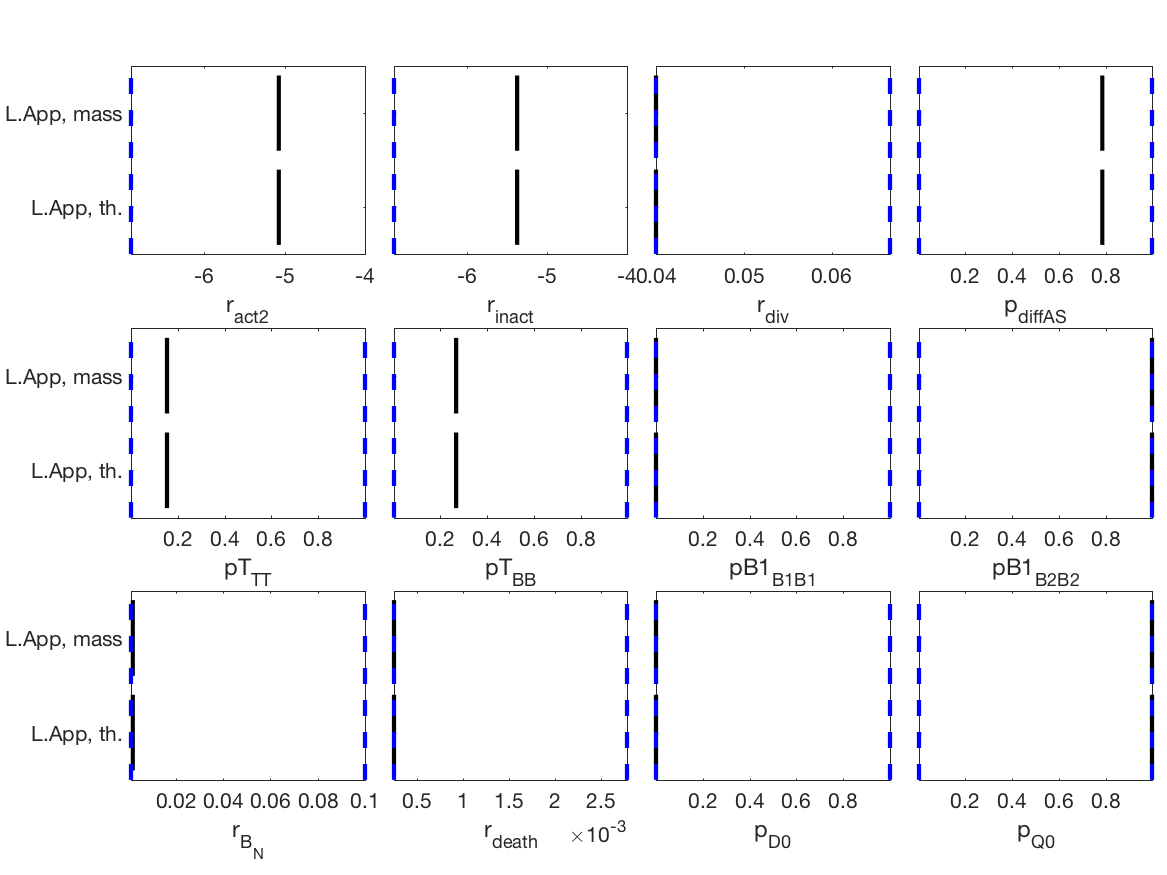 L.App, mass
L.App, th.
-6 -5 -4
r_act2
-6 -5 -4
r_inact
0.04 0.05 0.06
r_div
0.2 0.4 0.6 0.8
p_diffAS
L.App, mass
L.App, th.
0.2 0.4 0.6 0.8
pT_TT
0.2 0.4 0.6 0.8
pT_BB
0.2 0.4 0.6 0.8
pB1_B1B1
0.2 0.4 0.6 0.8
pB1_B2B2
L.App, mass
L.App, th.
0.02 0.04 0.06 0.08 0.1
r_B_N
0.5 1 1.5 2 2.5
r_death ×10^-3
0.2 0.4 0.6 0.8
p_D0
0.2 0.4 0.6 0.8
p_Q0